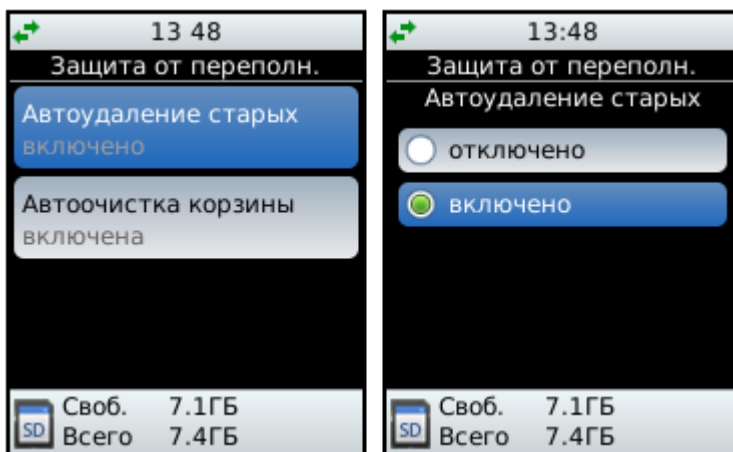 13 48
Защита от переполн.
Автоудаление старых
включено
Автоочистка корзины
включена
SD
Своб. 7.1ГБ
Всего 7.4ГБ
13:48
Защита от переполн.
Автоудаление старых
отключено
включено
SD
Своб. 7.1ГБ
Всего 7.4ГБ